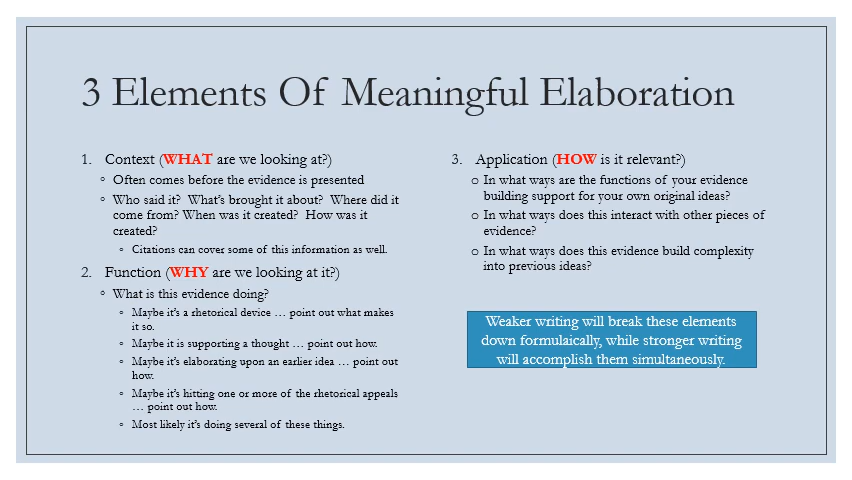 3 Elements Of Meaningful Elaboration
1. Context (WHAT are we looking at?)
° Often comes before the evidence is presented
° Who said it?  What's brought it about?  Where did it
come from? When was it created?  How was it
created?
° Citations can cover some of this information as well.
2. Function (WHY are we looking at it?)
° What is this evidence doing?
° Maybe it's a rhetorical device … point out what makes
it so.
° Maybe it is supporting a thought … point out how.
° Maybe it's elaborating upon an earlier idea … point out
how.
° Maybe it's hitting one or more of the rhetorical appeals
… point out how.
° Most likely it's doing several of these things.
3. Application (HOW is it relevant?)
o In what ways are the functions of your evidence
building support for your own original ideas?
o In what ways does this interact with other pieces of
evidence?
o In what ways does this evidence build complexity
into previous ideas?
Weaker writing will break these elements
down formulaically, while stronger writing
will accomplish them simultaneously.